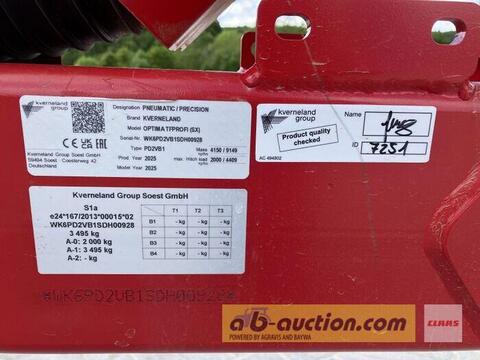 kverneland group
Designation PNEUMATIC / PRECISION
Brand KVERNELAND
Model OPTIMA TFPROFI (SX)
Serial-Nr. WK6PD2VB1SDH00928
Type PD2VB1 Mass kg/lbs 4150 / 9149
Prod. Year 2025 max. Hitch load kg/lbs 2000 / 4409
Model Year 2025
Kverneland Group Soest GmbH
59494 Soest - Coesterweg 42
Deutschland
kverneland group
Product quality checked
Name
ID 7251
AC 494802
Kverneland Group Soest GmbH
S1a
e24*167/2013*00015*02
WK6PD2VB1SDH00928
3 495 kg
A-0: 2 000 kg
A-1: 3 495 kg
A-2: - kg
T1 T2 T3
B1 - kg - kg - kg
B2 - kg - kg - kg
B3 - kg - kg - kg
B4 - kg - kg - kg
*WK6PD2VB1SDH00928*
ab-auction.com
POWERED BY AGRAVIS AND BAYWA
CLAAS